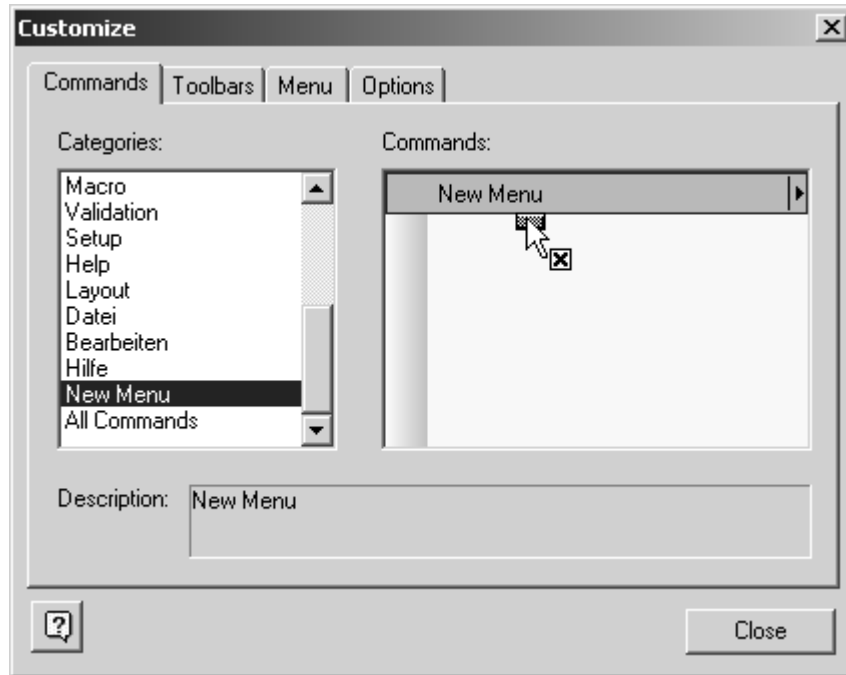 Customize
Commands Toolbars Menu Options
Categories: Commands:
Macro
Validation
Setup
Help
Layout
Datei
Bearbeiten
Hilfe
New Menu
All Commands
New Menu
Description: New Menu
Close